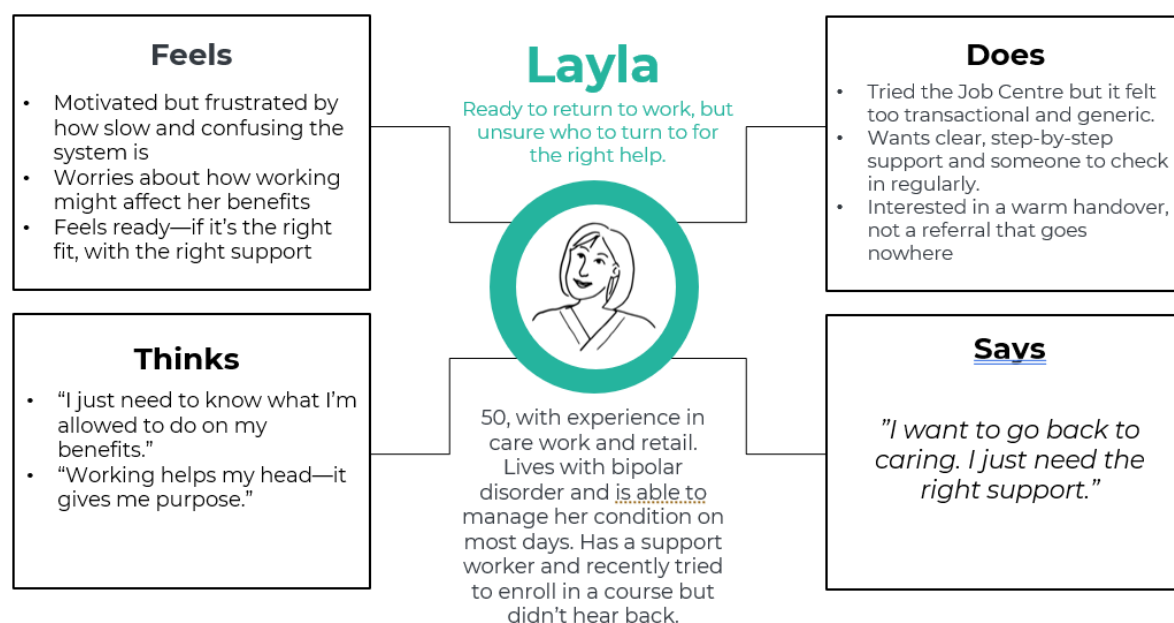 Feels
• Motivated but frustrated by
how slow and confusing the
system is
• Worries about how working
might affect her benefits
• Feels ready—if it's the right
fit, with the right support
Layla
Ready to return to work, but
unsure who to turn to for
the right help.
Does
• Tried the Job Centre but it felt
too transactional and generic.
• Wants clear, step-by-step
support and someone to check
in regularly.
• Interested in a warm handover,
not a referral that goes
nowhere
Thinks
• “I just need to know what I'm
allowed to do on my
benefits.”
• “Working helps my head—it
gives me purpose.”
50, with experience in
care work and retail.
Lives with bipolar
disorder and is able to
manage her condition on
most days. Has a support
worker and recently tried
to enroll in a course but
didn't hear back.
Says
”I want to go back to
caring. I just need the
right support.”